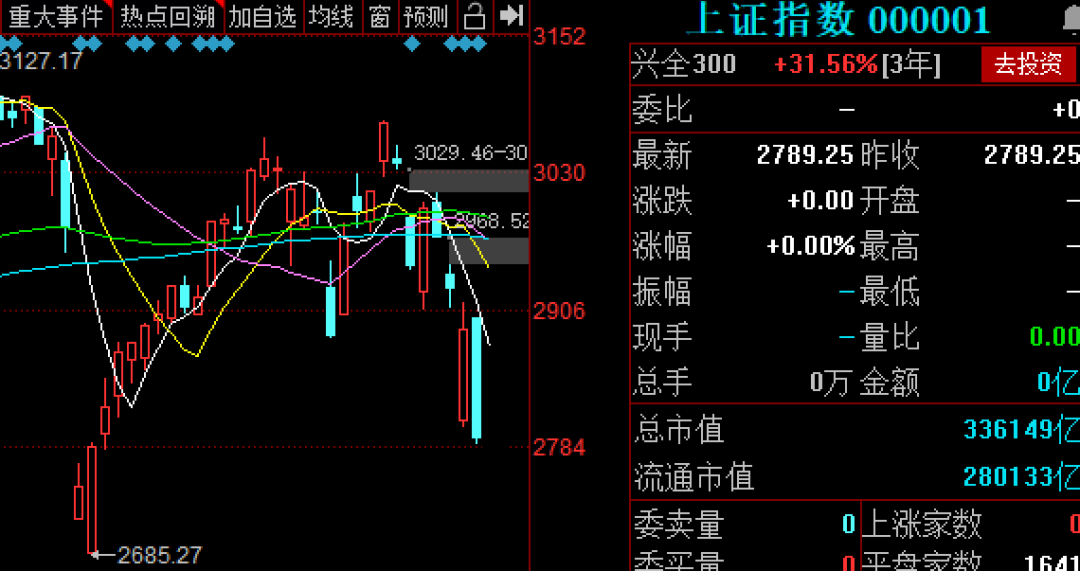 重大事件 热点回溯 加自选 均线 窗 预测
3127.17
3029.46-30
2968.52
2685.27
3152
3030
2906
2784
上证指数 000001
兴全300 +31.56%[3年] 去投资
委比 — +0
最新 2789.25 昨收 2789.25
涨跌 +0.00 开盘 —
涨幅 +0.00% 最高 —
振幅 — 最低 —
现手 — 量比 0.00
总手 0万 金额 0亿
总市值 336149亿
流通市值 280133亿
委卖量 0 上涨家数 0
委买量 0 平盘家数 1641